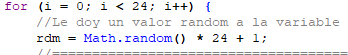 for (i = 0; i < 24; i++) {
//Le doy un valor random a la variable
rdm = Math.random() * 24 + 1;
//==========================================